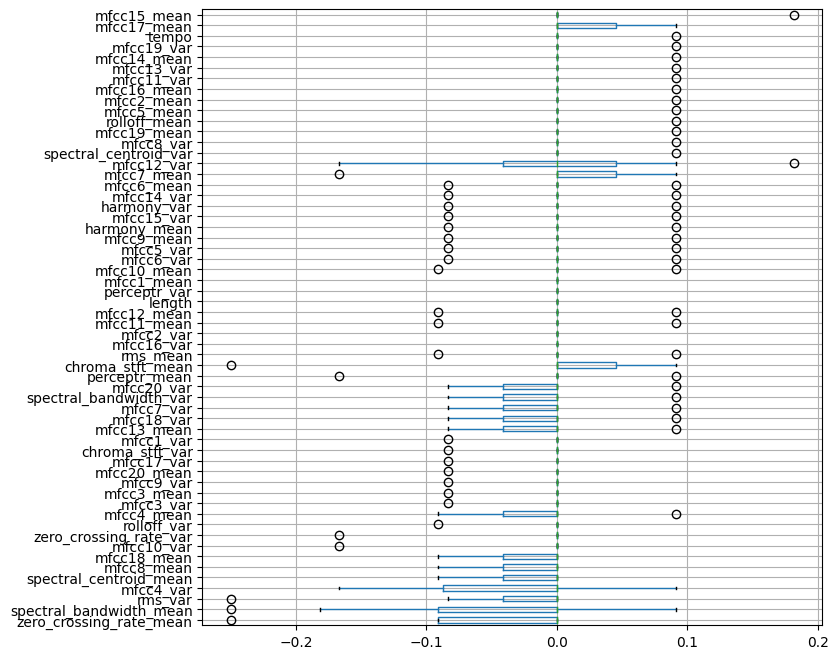 mfcc15_mean
mfcc17_mean
tempo
mfcc19_var
mfcc14_mean
mfcc13_var
mfcc11_var
mfcc16_mean
mfcc2_mean
mfcc5_mean
rolloff_mean
mfcc19_mean
mfcc8_var
spectral_centroid_var
mfcc12_var
mfcc7_mean
mfcc6_mean
mfcc14_var
harmony_var
mfcc15_var
harmony_mean
mfcc9_mean
mfcc5_var
mfcc6_var
mfcc10_mean
mfcc1_mean
perceptr_var
length
mfcc12_mean
mfcc11_mean
mfcc2_var
mfcc16_var
rms_mean
chroma_stft_mean
perceptr_mean
mfcc20_var
spectral_bandwidth_var
mfcc7_var
mfcc18_var
mfcc13_mean
mfcc1_var
chroma_stft_var
mfcc17_var
mfcc20_mean
mfcc9_var
mfcc3_mean
mfcc3_var
mfcc4_mean
rolloff_var
zero_crossing_rate_var
mfcc10_var
mfcc18_mean
mfcc8_mean
spectral_centroid_mean
mfcc4_var
rms_var
spectral_bandwidth_mean
zero_crossing_rate_mean
−0.2 −0.1 0.0 0.1 0.2